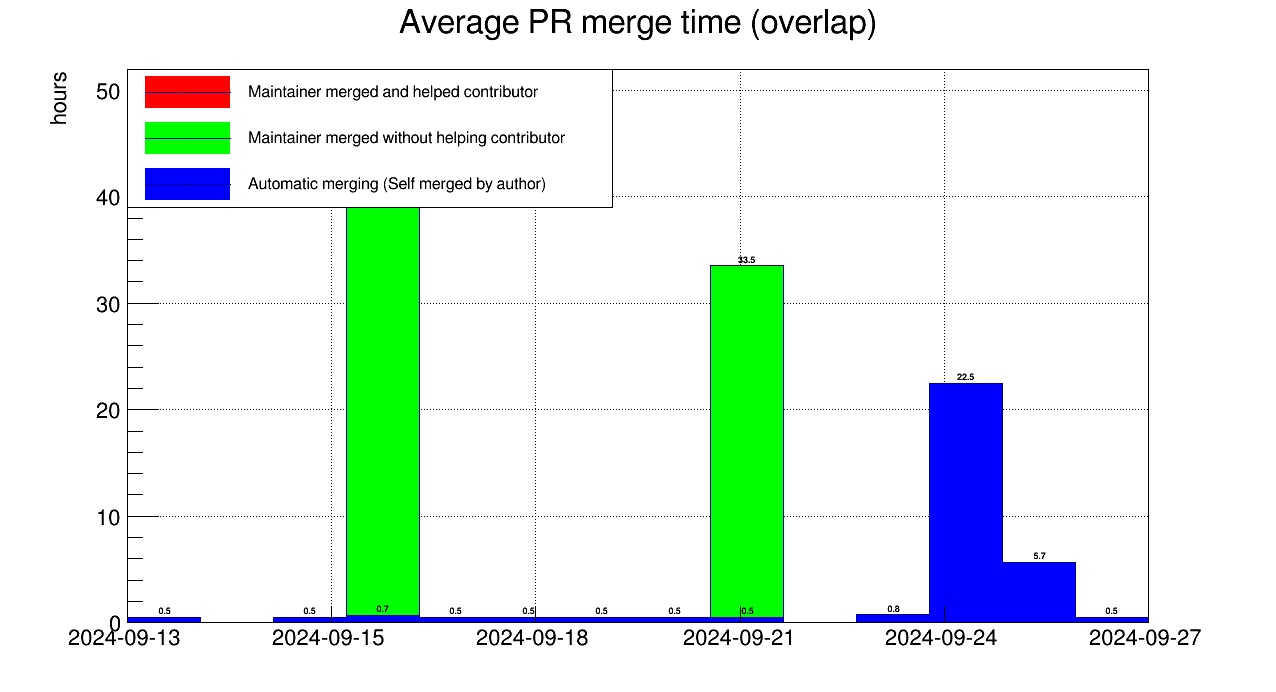 Average PR merge time (overlap)
hours
50
40
30
20
10
0
Maintainer merged and helped contributor
Maintainer merged without helping contributor
Automatic merging (Self merged by author)
33.5
22.5
5.7
0.5 0.5 0.7 0.5 0.5 0.5 0.5 0.5 0.8 0.5
2024-09-13 2024-09-15 2024-09-18 2024-09-21 2024-09-24 2024-09-27